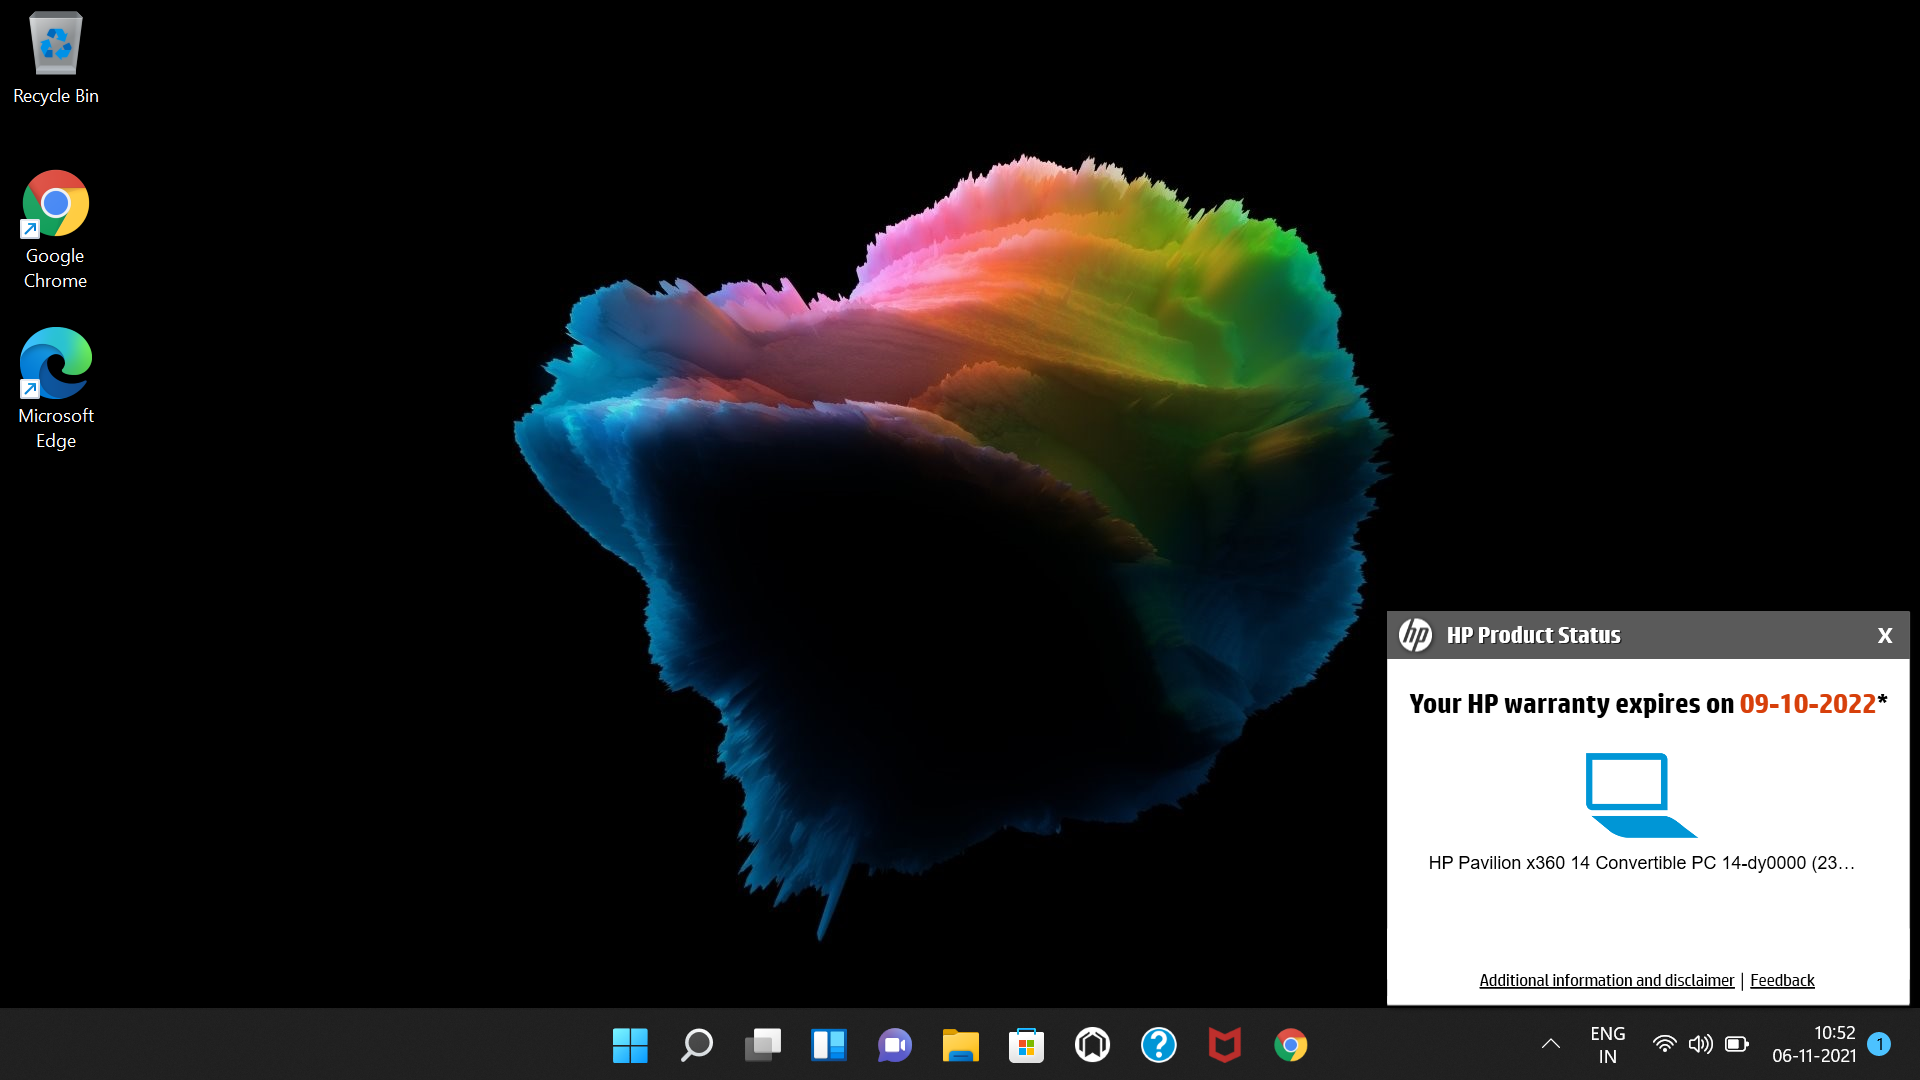 Recycle Bin
Google
Chrome
Microsoft
Edge
hp HP Product Status X
Your HP warranty expires on 09-10-2022*
HP Pavilion x360 14 Convertible PC 14-dy0000 (23...
Additional information and disclaimer | Feedback
ENG
IN
10:52
06-11-2021
1